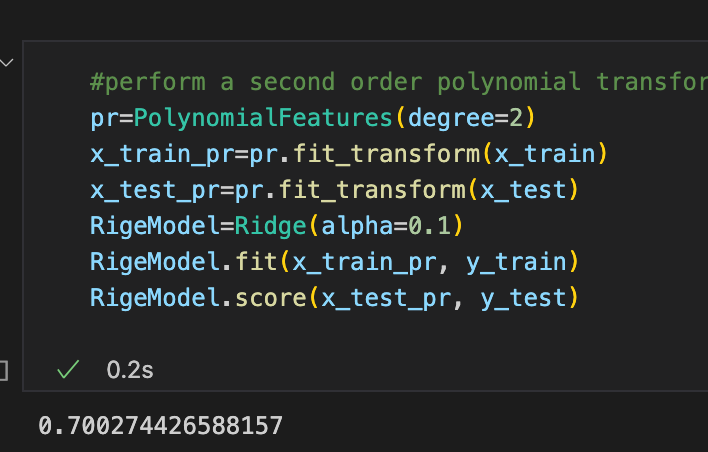 #perform a second order polynomial transfor
pr=PolynomialFeatures(degree=2)
x_train_pr=pr.fit_transform(x_train)
x_test_pr=pr.fit_transform(x_test)
RigeModel=Ridge(alpha=0.1)
RigeModel.fit(x_train_pr, y_train)
RigeModel.score(x_test_pr, y_test)
] ✓ 0.2s
0.700274426588157